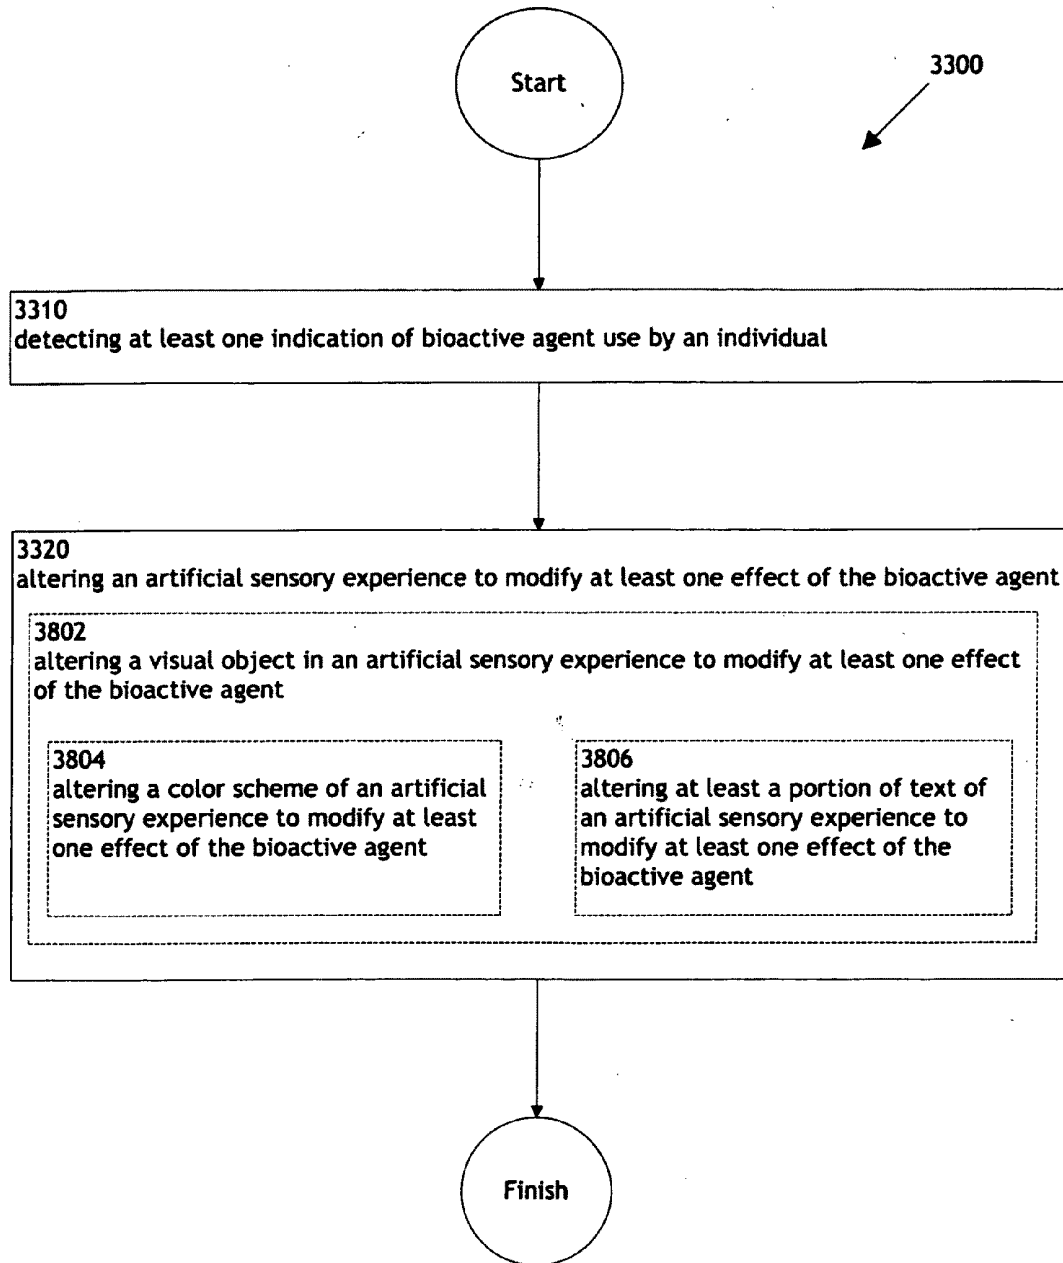 Start
3300
3310
detecting at least one indication of bioactive agent use by an individual
3320
altering an artificial sensory experience to modify at least one effect of the bioactive agent
3802
altering a visual object in an artificial sensory experience to modify at least one effect
of the bioactive agent
3804
altering a color scheme of an artificial
sensory experience to modify at least
one effect of the bioactive agent
3806
altering at least a portion of text of
an artificial sensory experience to
modify at least one effect of the
bioactive agent
Finish